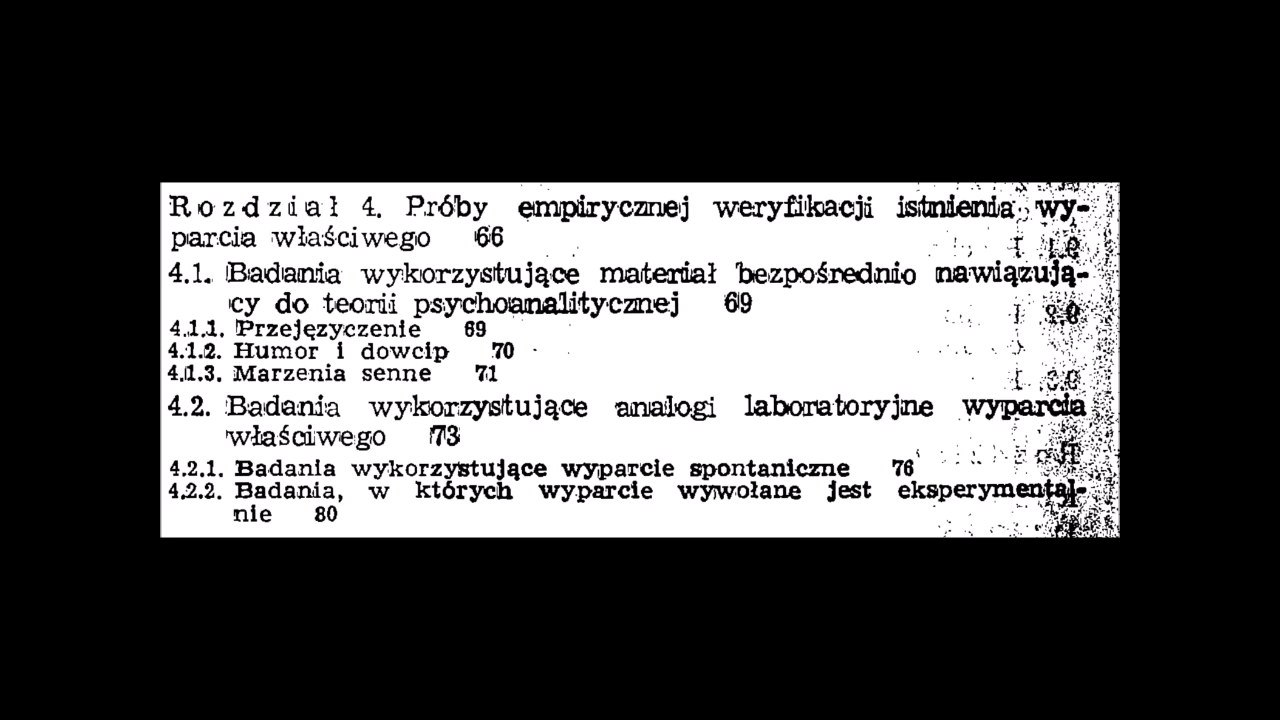 Rozdział 4. Próby empirycznej weryfikacji istnienia wy-
parcia właściwego 66
4.1. Badania wykorzystujące materiał bezpośrednio nawiązują-
cy do teorii psychoanalitycznej 69
4.1.1. Przejęzyczenie 69
4.1.2. Humor i dowcip 70
4.1.3. Marzenia senne 71
4.2. Badania wykorzystujące analogi laboratoryjne wyparcia
właściwego 73
4.2.1. Badania wykorzystujące wyparcie spontaniczne 76
4.2.2. Badania, w których wyparcie wywołane jest eksperymental-
nie 80